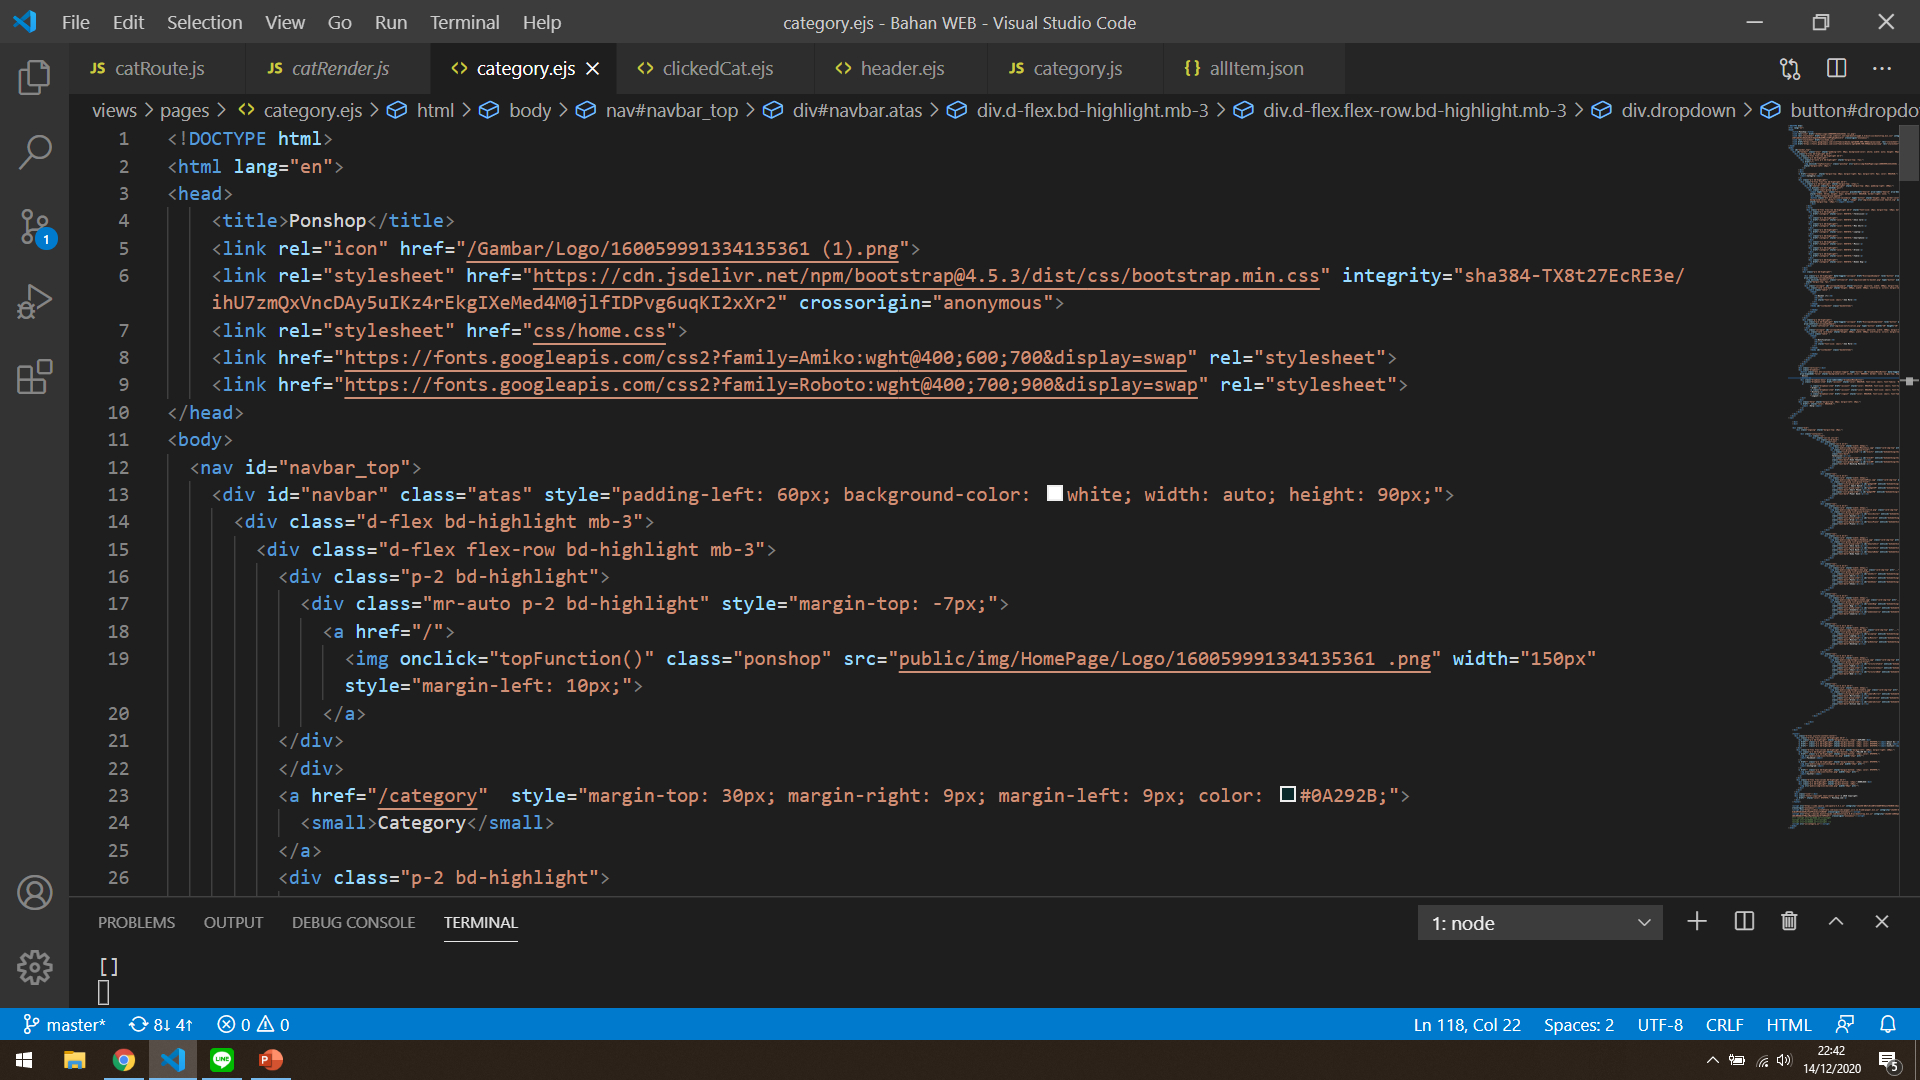 File Edit Selection View Go Run Terminal Help
category.ejs - Bahan WEB - Visual Studio Code
JS catRoute.js
JS catRender.js
category.ejs
clickedCat.ejs
header.ejs
JS category.js
{} allItem.json
views > pages > category.ejs > html > body > nav#navbar_top > div#navbar.atas > div.d-flex.bd-highlight.mb-3 > div.d-flex.flex-row.bd-highlight.mb-3 > div.dropdown > button#dropdo
1 <!DOCTYPE html>
2 <html lang="en">
3 <head>
4 <title>Ponshop</title>
5 <link rel="icon" href="/Gambar/Logo/160059991334135361 (1).png">
6 <link rel="stylesheet" href="https://cdn.jsdelivr.net/npm/bootstrap@4.5.3/dist/css/bootstrap.min.css" integrity="sha384-TX8t27EcRE3e/
ihU7zmQxVncDAy5uIKz4rEkgIXeMed4M0jlfIDPvg6uqKI2xXr2" crossorigin="anonymous">
7 <link rel="stylesheet" href="css/home.css">
8 <link href="https://fonts.googleapis.com/css2?family=Amiko:wght@400;600;700&display=swap" rel="stylesheet">
9 <link href="https://fonts.googleapis.com/css2?family=Roboto:wght@400;700;900&display=swap" rel="stylesheet">
10 </head>
11 <body>
12 <nav id="navbar_top">
13 <div id="navbar" class="atas" style="padding-left: 60px; background-color: white; width: auto; height: 90px;">
14 <div class="d-flex bd-highlight mb-3">
15 <div class="d-flex flex-row bd-highlight mb-3">
16 <div class="p-2 bd-highlight">
17 <div class="mr-auto p-2 bd-highlight" style="margin-top: -7px;">
18 <a href="/">
19 <img onclick="topFunction()" class="ponshop" src="public/img/HomePage/Logo/160059991334135361 .png" width="150px"
style="margin-left: 10px;">
20 </a>
21 </div>
22 </div>
23 <a href="/category"  style="margin-top: 30px; margin-right: 9px; margin-left: 9px; color: #0A292B;">
24 <small>Category</small>
25 </a>
26 <div class="p-2 bd-highlight">
1
PROBLEMS OUTPUT DEBUG CONSOLE TERMINAL
1: node
[]
master* 8↓ 4↑ 0 0
Ln 118, Col 22 Spaces: 2 UTF-8 CRLF HTML
LINE
P
22:42
14/12/2020
5